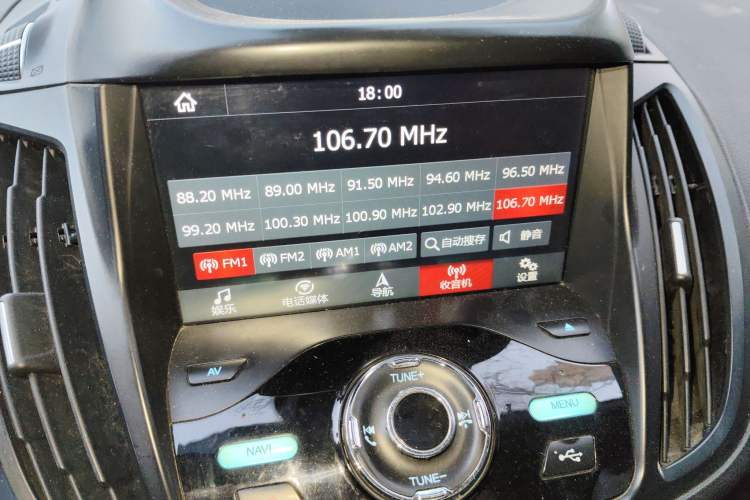 18:00
106.70 MHz
88.20 MHz 89.00 MHz 91.50 MHz 94.60 MHz 96.50 MHz
99.20 MHz 100.30 MHz 100.90 MHz 102.90 MHz 106.70 MHz
FM1 FM2 AM1 AM2 自动搜存 静音
娱乐 电话媒体 导航 收音机 设置
AV
TUNE+
MENU
NAVI
TUNE-